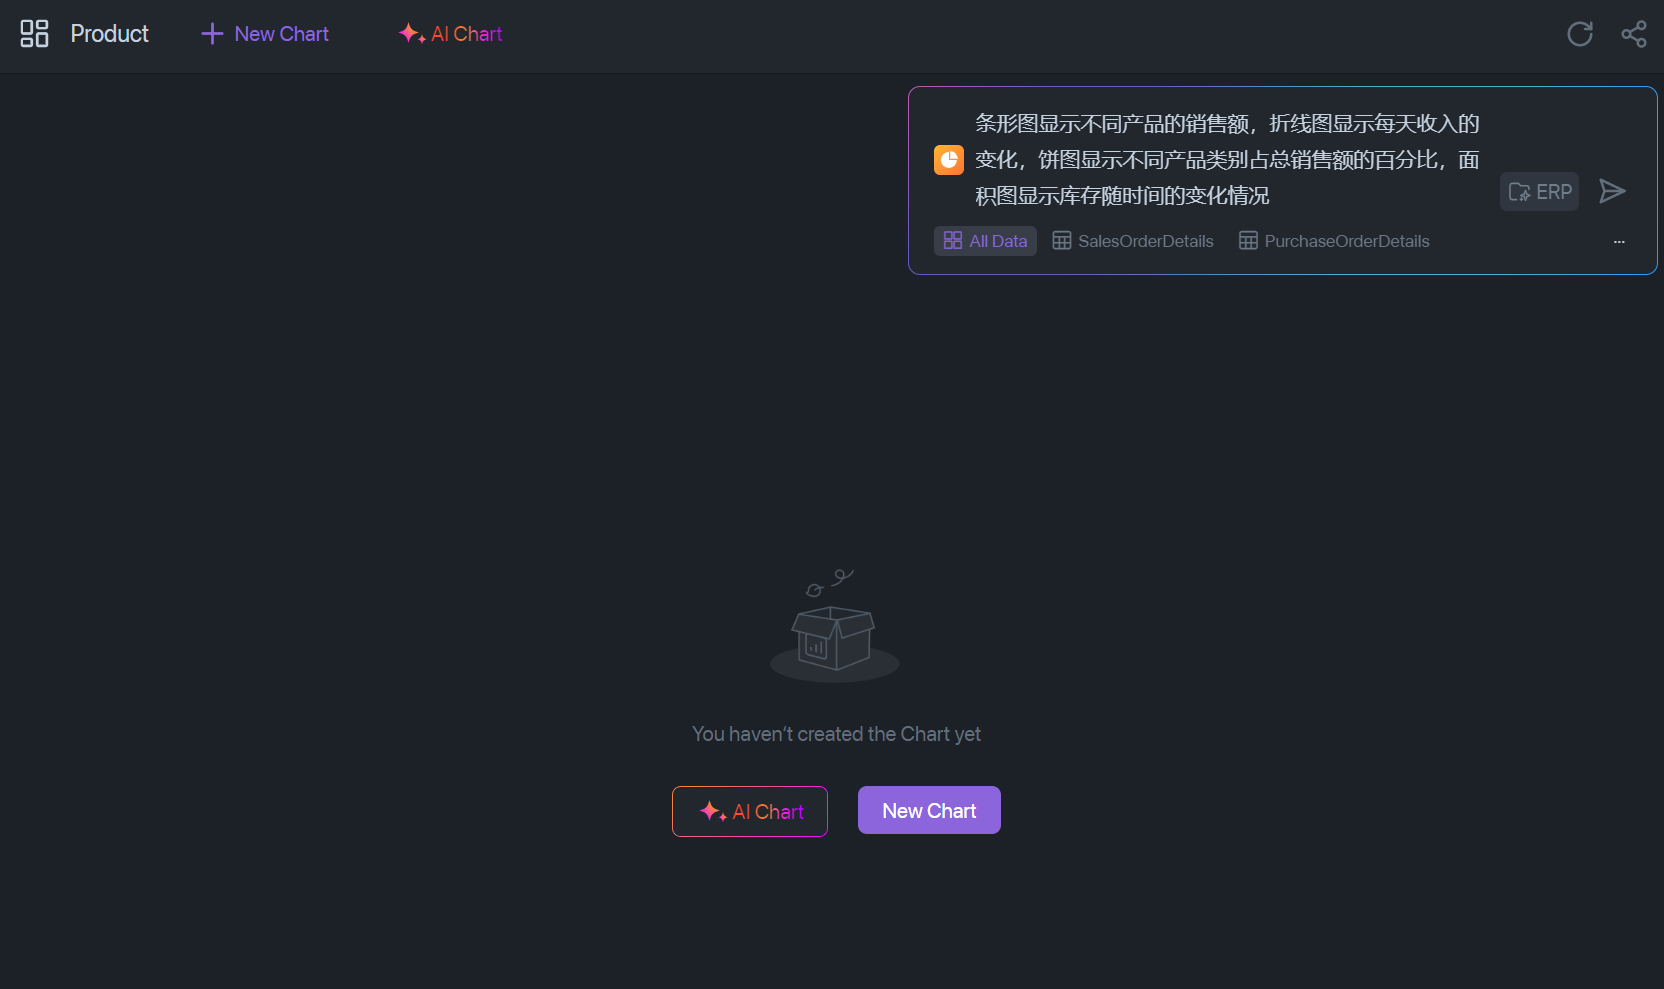 Product
New Chart
AI Chart
条形图显示不同产品的销售额，折线图显示每天收入的
变化，饼图显示不同产品类别占总销售额的百分比，面
积图显示库存随时间的变化情况
ERP
All Data
SalesOrderDetails
PurchaseOrderDetails
...
You haven't created the Chart yet
AI Chart
New Chart